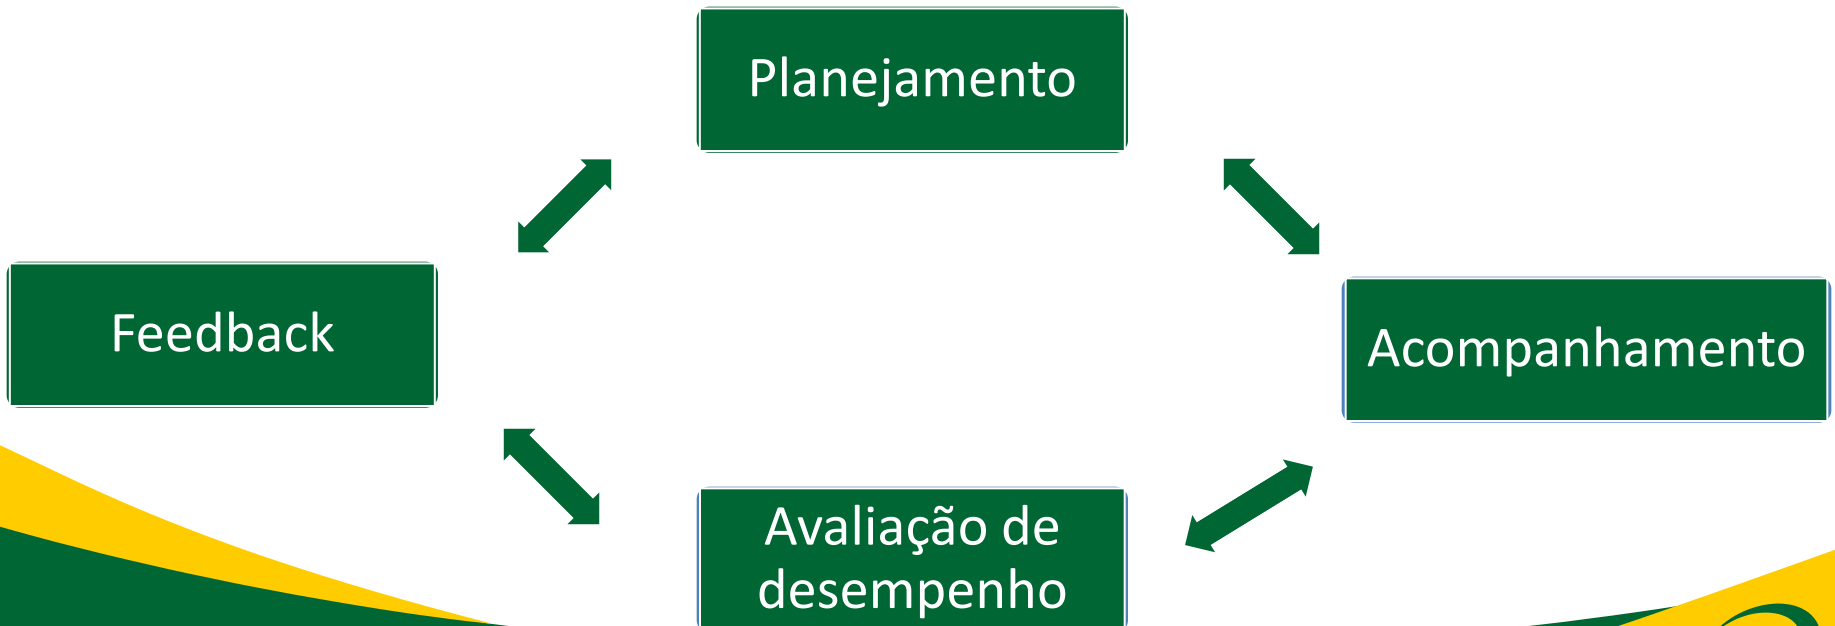 Planejamento
Feedback
Acompanhamento
Avaliação de
desempenho